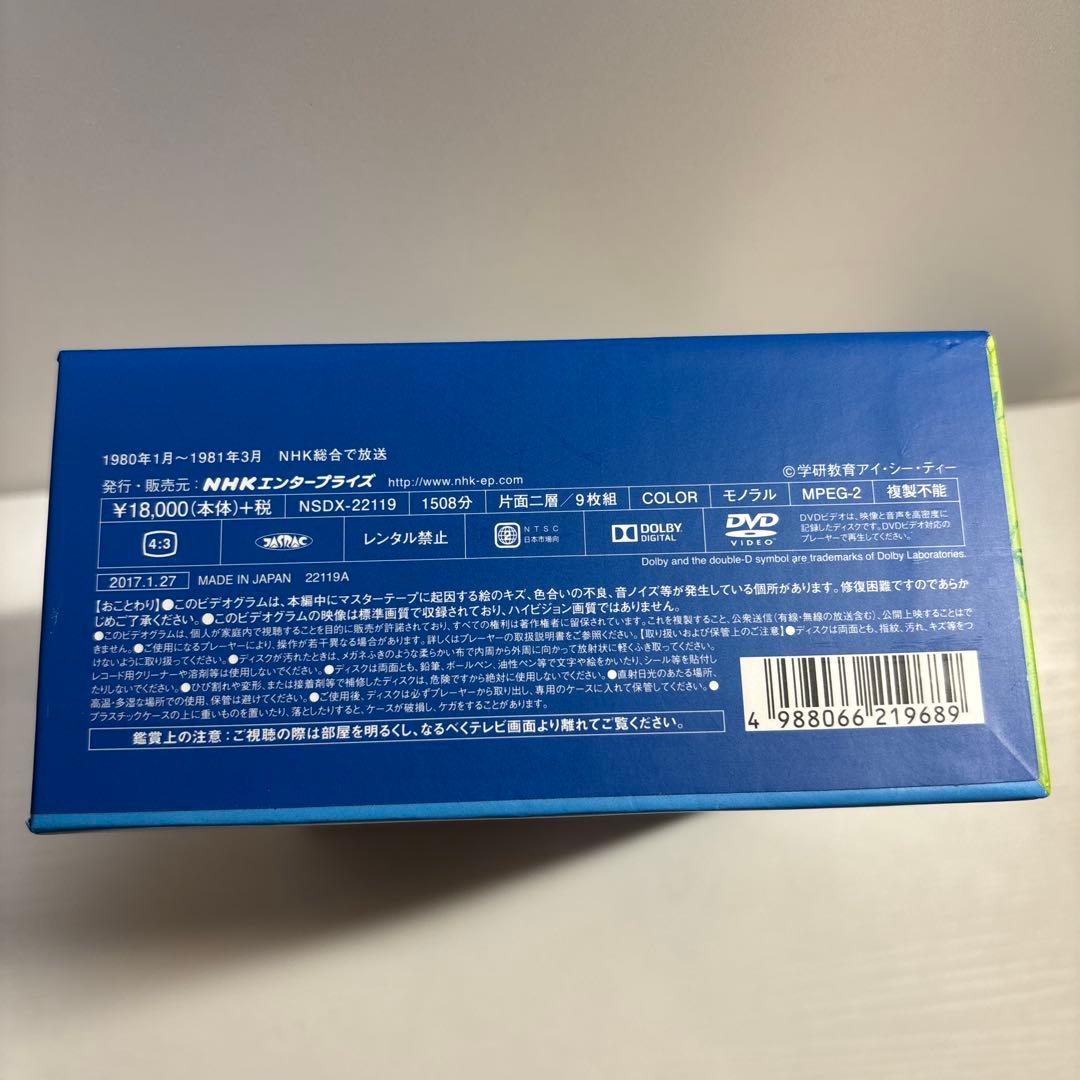 1980年1月～1981年3月　NHK総合で放送
発行・販売元：NHKエンタープライズ　http://www.nhk-ep.com
©学研教育アイ・シー・ティー
¥18,000(本体)+税　NSDX-22119　1508分　片面二層／9枚組　COLOR　モノラル　MPEG-2　複製不能
4:3　JASRAC　レンタル禁止　NTSC　DOLBY DIGITAL　DVD VIDEO　DVDビデオは、映像と音声を高密度に
日本市場向　記録したディスクです。DVDビデオ対応の
プレーヤーで再生してください。
Dolby and the double-D symbol are trademarks of Dolby Laboratories.
2017.1.27　MADE IN JAPAN　22119A
【おことわり】●このビデオグラムは、本編中にマスターテープに起因する絵のキズ、色合いの不良、音ノイズ等が発生している個所があります。修復困難ですのであらか
じめご了承ください。●このビデオグラムの映像は標準画質で収録されており、ハイビジョン画質ではありません。
●このビデオグラムは、個人が家庭内で視聴することを目的に販売が許諾されており、すべての権利は著作権者に留保されています。これを複製すること、公衆送信(有線・無線の放送含む)、公開上映することはで
きません。●ご使用になるプレーヤーにより、操作が若干異なる場合があります。詳しくはプレーヤーの取扱説明書をご参照ください。【取り扱いおよび保管上のご注意】●ディスクは両面とも、指紋、汚れ、キズ等をつ
けないように取り扱ってください。●ディスクが汚れたときは、メガネふきのような柔らかい布で内周から外周に向かって放射状に軽くふき取ってください。
レコード用クリーナーや溶剤等は使用しないでください。●ディスクは両面とも、鉛筆、ボールペン、油性ペン等で文字や絵をかいたり、シール等を貼付し
たりしないでください。●ひび割れや変形、または接着剤等で補修したディスクは、危険ですから絶対に使用しないでください。●直射日光のあたる場所、
高温・多湿な場所での使用、保管は避けてください。●ご使用後、ディスクは必ずプレーヤーから取り出し、専用のケースに入れて保管してください。●
プラスチックケースの上に重いものを置いたり、落としたりすると、ケースが破損し、ケガをすることがあります。
鑑賞上の注意：ご視聴の際は部屋を明るくし、なるべくテレビ画面より離れてご覧ください。
4 988066 219689